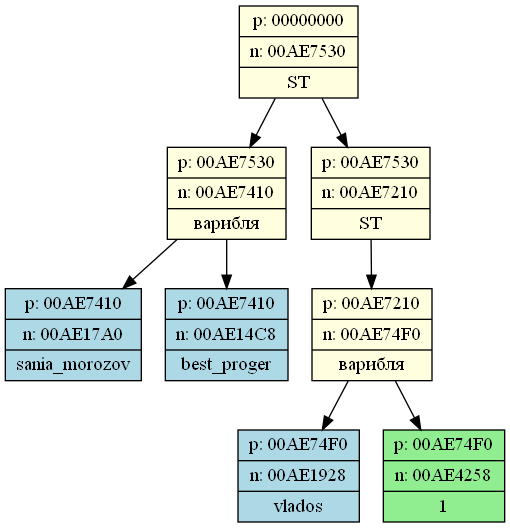 p: 00000000
n: 00AE7530
ST
p: 00AE7530
n: 00AE7410
варибля
p: 00AE7530
n: 00AE7210
ST
p: 00AE7410
n: 00AE17A0
sania_morozov
p: 00AE7410
n: 00AE14C8
best_proger
p: 00AE7210
n: 00AE74F0
варибля
p: 00AE74F0
n: 00AE1928
vlados
p: 00AE74F0
n: 00AE4258
1